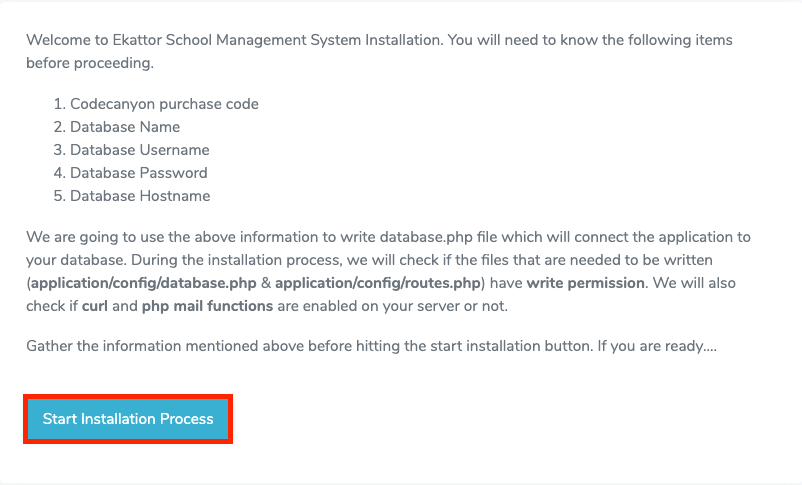 Welcome to Ekattor School Management System Installation. You will need to know the following items
before proceeding.
1. Codecanyon purchase code
2. Database Name
3. Database Username
4. Database Password
5. Database Hostname
We are going to use the above information to write database.php file which will connect the application to
your database. During the installation process, we will check if the files that are needed to be written
(application/config/database.php & application/config/routes.php) have write permission. We will also
check if curl and php mail functions are enabled on your server or not.
Gather the information mentioned above before hitting the start installation button. If you are ready....
Start Installation Process